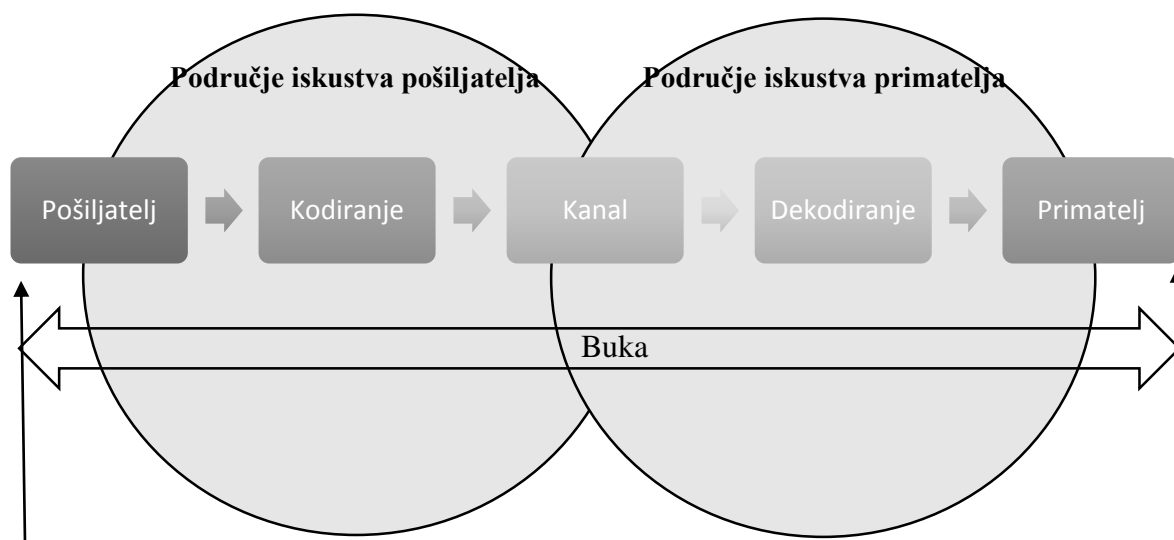 Područje iskustva pošiljatelja
Područje iskustva primatelja
Pošiljatelj
Kodiranje
Kanal
Dekodiranje
Primatelj
Buka